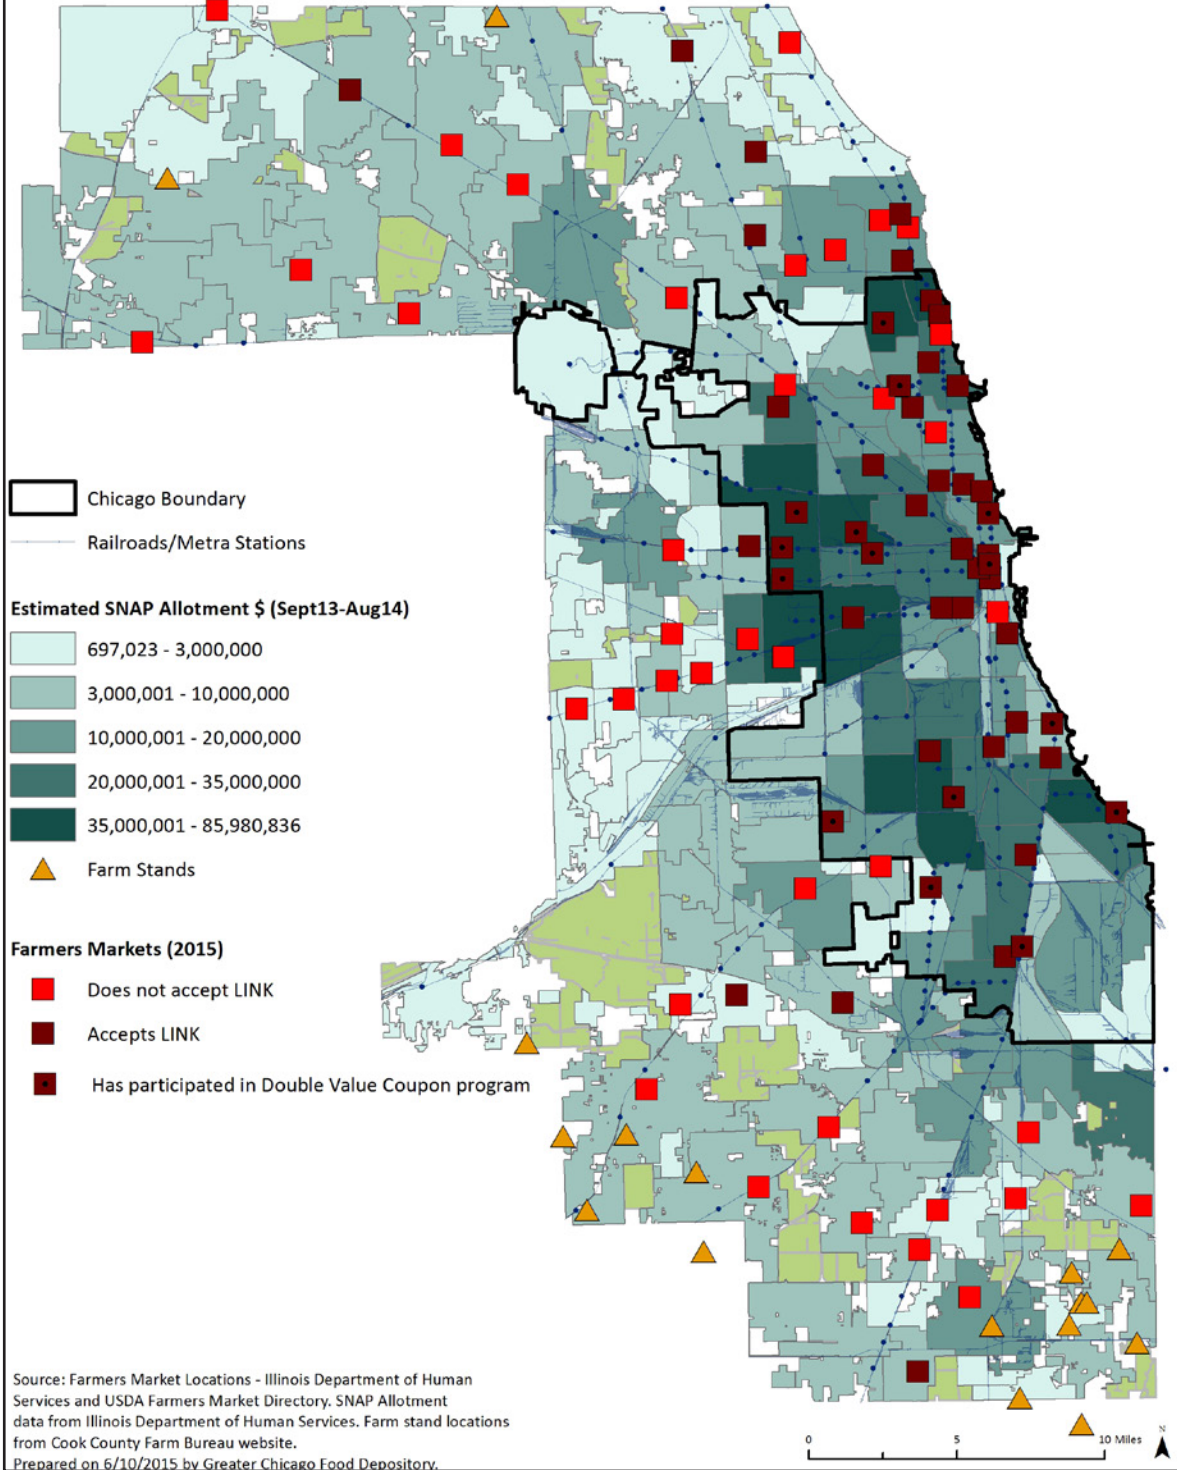 Chicago Boundary
Railroads/Metra Stations
Estimated SNAP Allotment $ (Sept13-Aug14)
697,023 - 3,000,000
3,000,001 - 10,000,000
10,000,001 - 20,000,000
20,000,001 - 35,000,000
35,000,001 - 85,980,836
Farm Stands
Farmers Markets (2015)
Does not accept LINK
Accepts LINK
Has participated in Double Value Coupon program
Source: Farmers Market Locations - Illinois Department of Human
Services and USDA Farmers Market Directory. SNAP Allotment
data from Illinois Department of Human Services. Farm stand locations
from Cook County Farm Bureau website.
Prepared on 6/10/2015 by Greater Chicago Food Depository.
0 5 10 Miles
N